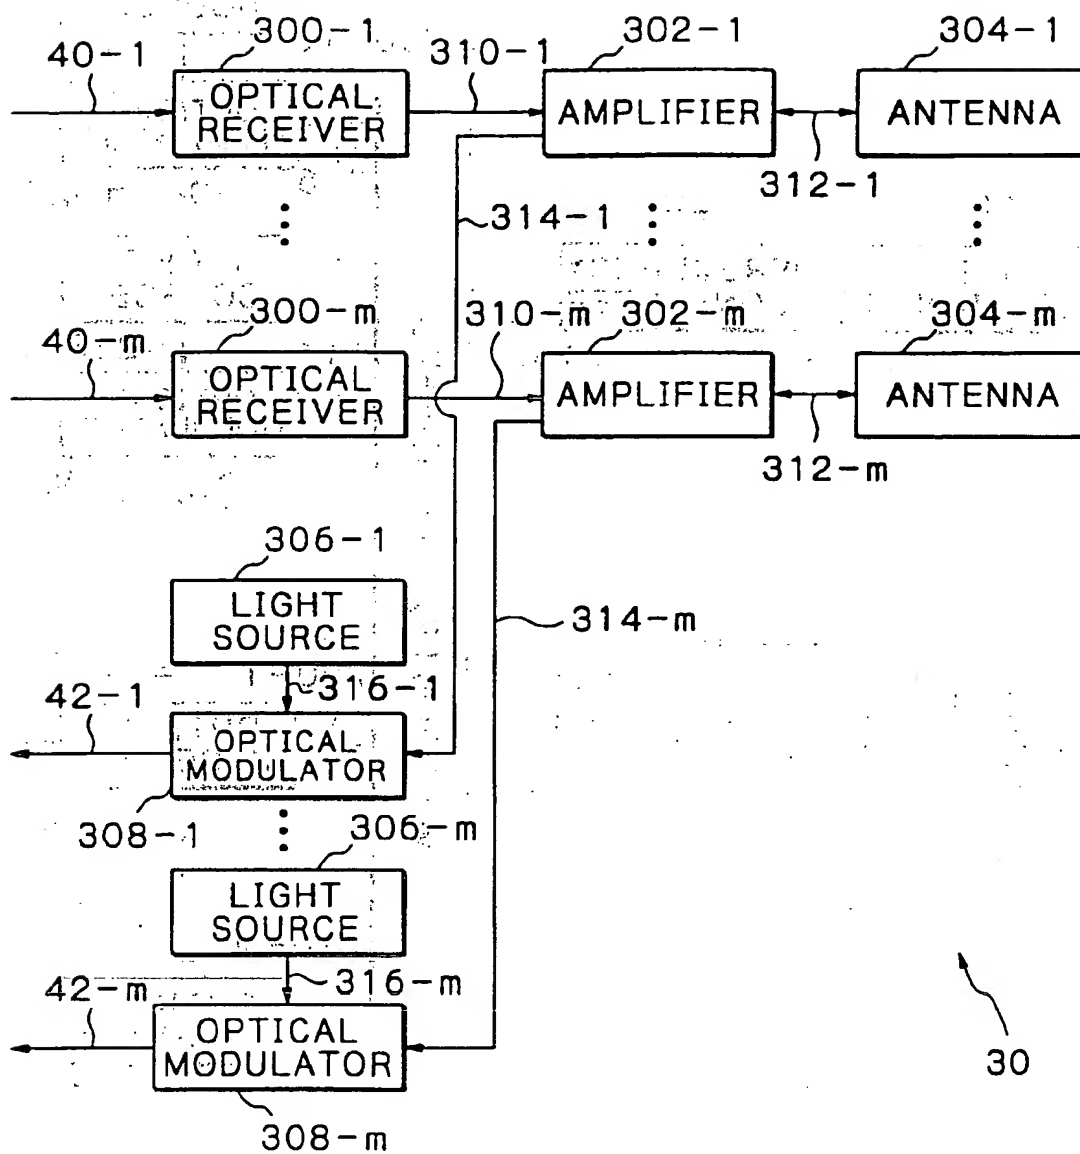 40-1
300-1
310-1
302-1
304-1
OPTICAL
RECEIVER
AMPLIFIER
ANTENNA
312-1
314-1
40-m
300-m
310-m
302-m
304-m
OPTICAL
RECEIVER
AMPLIFIER
ANTENNA
312-m
306-1
LIGHT
SOURCE
314-m
316-1
42-1
OPTICAL
MODULATOR
308-1
306-m
LIGHT
SOURCE
316-m
42-m
OPTICAL
MODULATOR
308-m
30